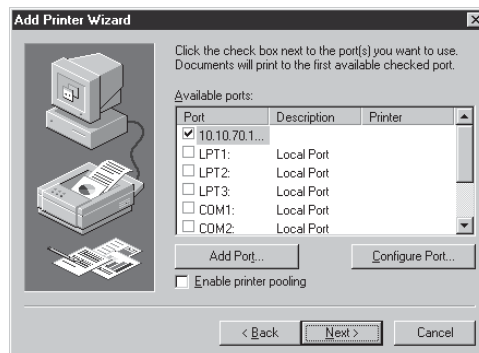 Add Printer Wizard
Click the check box next to the port(s) you want to use.
Documents will print to the first available checked port.
Available ports:
Port Description Printer
10.10.70.1...
LPT1: Local Port
LPT2: Local Port
LPT3: Local Port
COM1: Local Port
COM2: Local Port
Add Port... Configure Port...
Enable printer pooling
< Back Next > Cancel